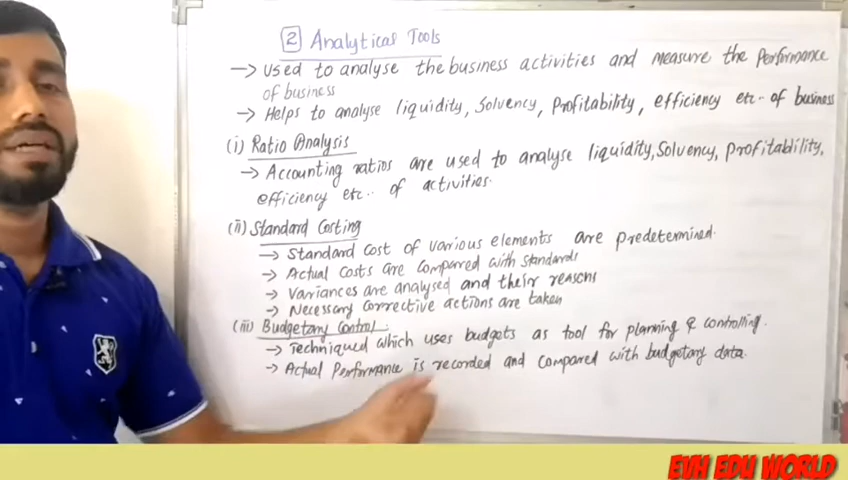 2 Analytical Tools
→ Used to analyse the business activities and measure the Performance
of business
→ Helps to analyse liquidity, Solvency, Profitability, efficiency etc.. of business
(i) Ratio Analysis
→ Accounting ratios are used to analyse liquidity, Solvency, Profitability,
efficiency etc.. of activities.
(ii) Standard Costing
→ Standard cost of various elements are predetermined.
→ Actual costs are compared with standards
→ Variances are analysed and their reasons
→ Necessary corrective actions are taken
(iii) Budgetary Control
→ Techniqued which uses budgets as tool for planning & controlling.
→ Actual Performance is recorded and compared with budgetary data.
EVH EDU WORLD